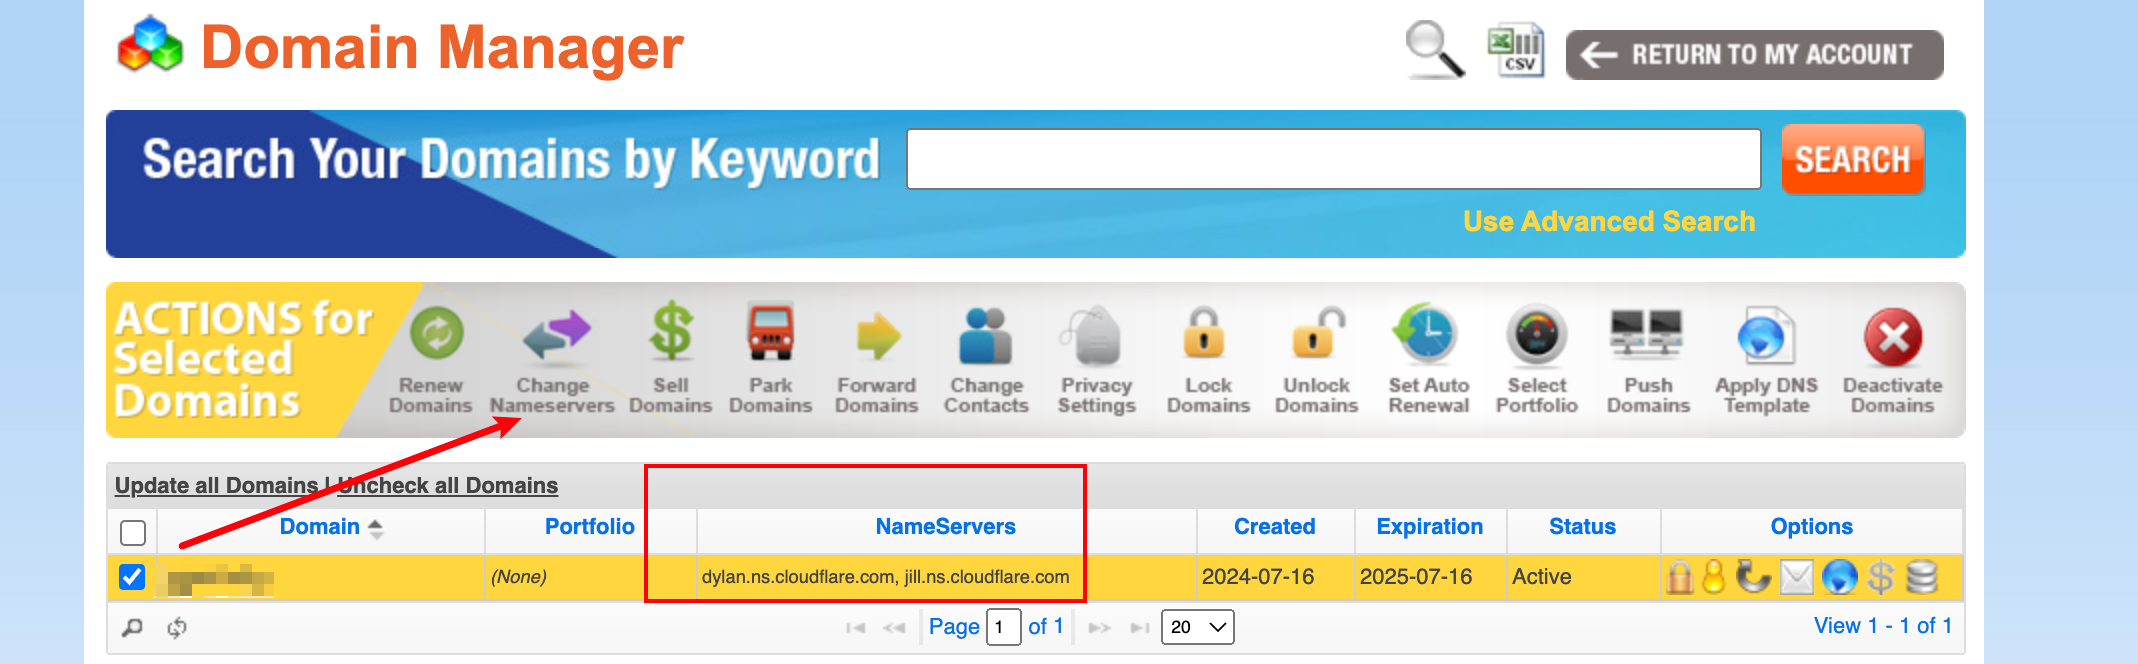 Domain Manager
CSV
RETURN TO MY ACCOUNT
Search Your Domains by Keyword
SEARCH
Use Advanced Search
ACTIONS for
Selected
Domains
Renew
Domains
Change
Nameservers
Sell
Domains
Park
Domains
Forward
Domains
Change
Contacts
Privacy
Settings
Lock
Domains
Unlock
Domains
Set Auto
Renewal
Select
Portfolio
Push
Domains
Apply DNS
Template
Deactivate
Domains
Update all Domains | Uncheck all Domains
Domain Portfolio NameServers Created Expiration Status Options
(None) dylan.ns.cloudflare.com, jill.ns.cloudflare.com 2024-07-16 2025-07-16 Active
Page 1 of 1 20 View 1 - 1 of 1